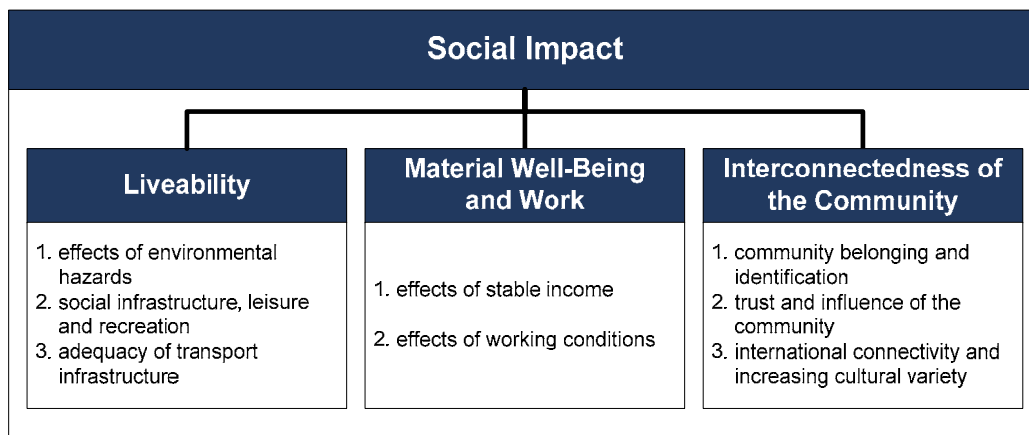 Social Impact
Liveability
1. effects of environmental
hazards
2. social infrastructure, leisure
and recreation
3. adequacy of transport
infrastructure
Material Well-Being
and Work
1. effects of stable income
2. effects of working conditions
Interconnectedness of
the Community
1. community belonging and
identification
2. trust and influence of the
community
3. international connectivity and
increasing cultural variety